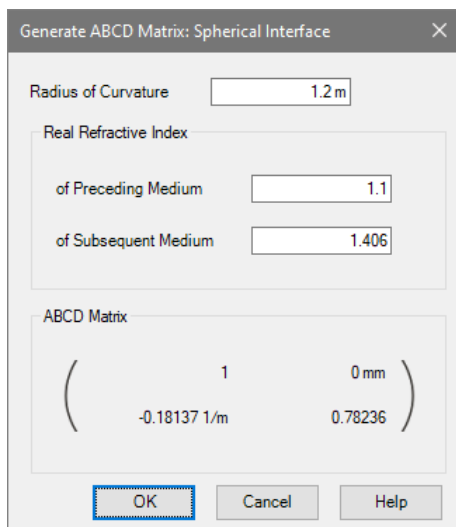 Generate ABCD Matrix: Spherical Interface
Radius of Curvature 1.2 m
Real Refractive Index
of Preceding Medium 1.1
of Subsequent Medium 1.406
ABCD Matrix
1 0 mm
-0.18137 1/m 0.78236
OK Cancel Help